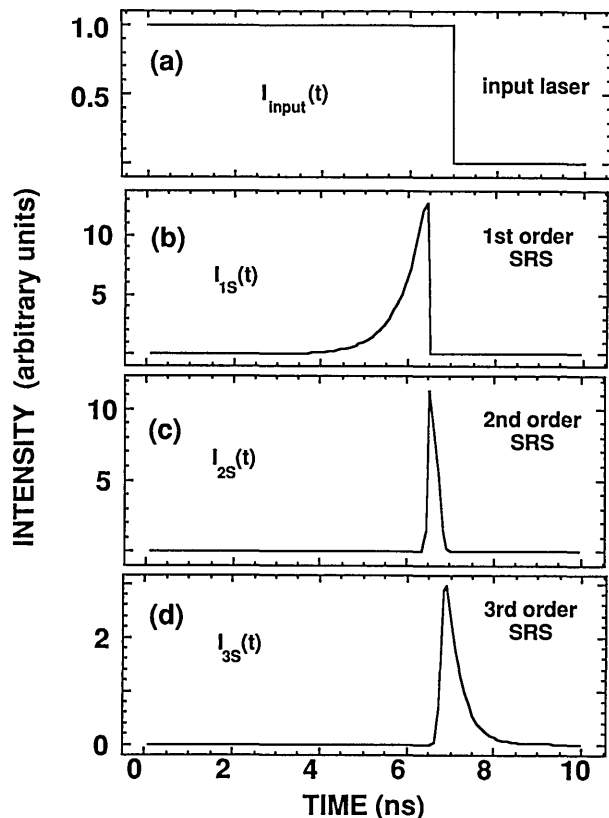 INTENSITY (arbitrary units)
1.0
0.5
(a)
I_input(t)
input laser
10
5
(b)
I_1S(t)
1st order
SRS
10
5
(c)
I_2S(t)
2nd order
SRS
2
0
(d)
I_3S(t)
3rd order
SRS
0 2 4 6 8 10
TIME (ns)